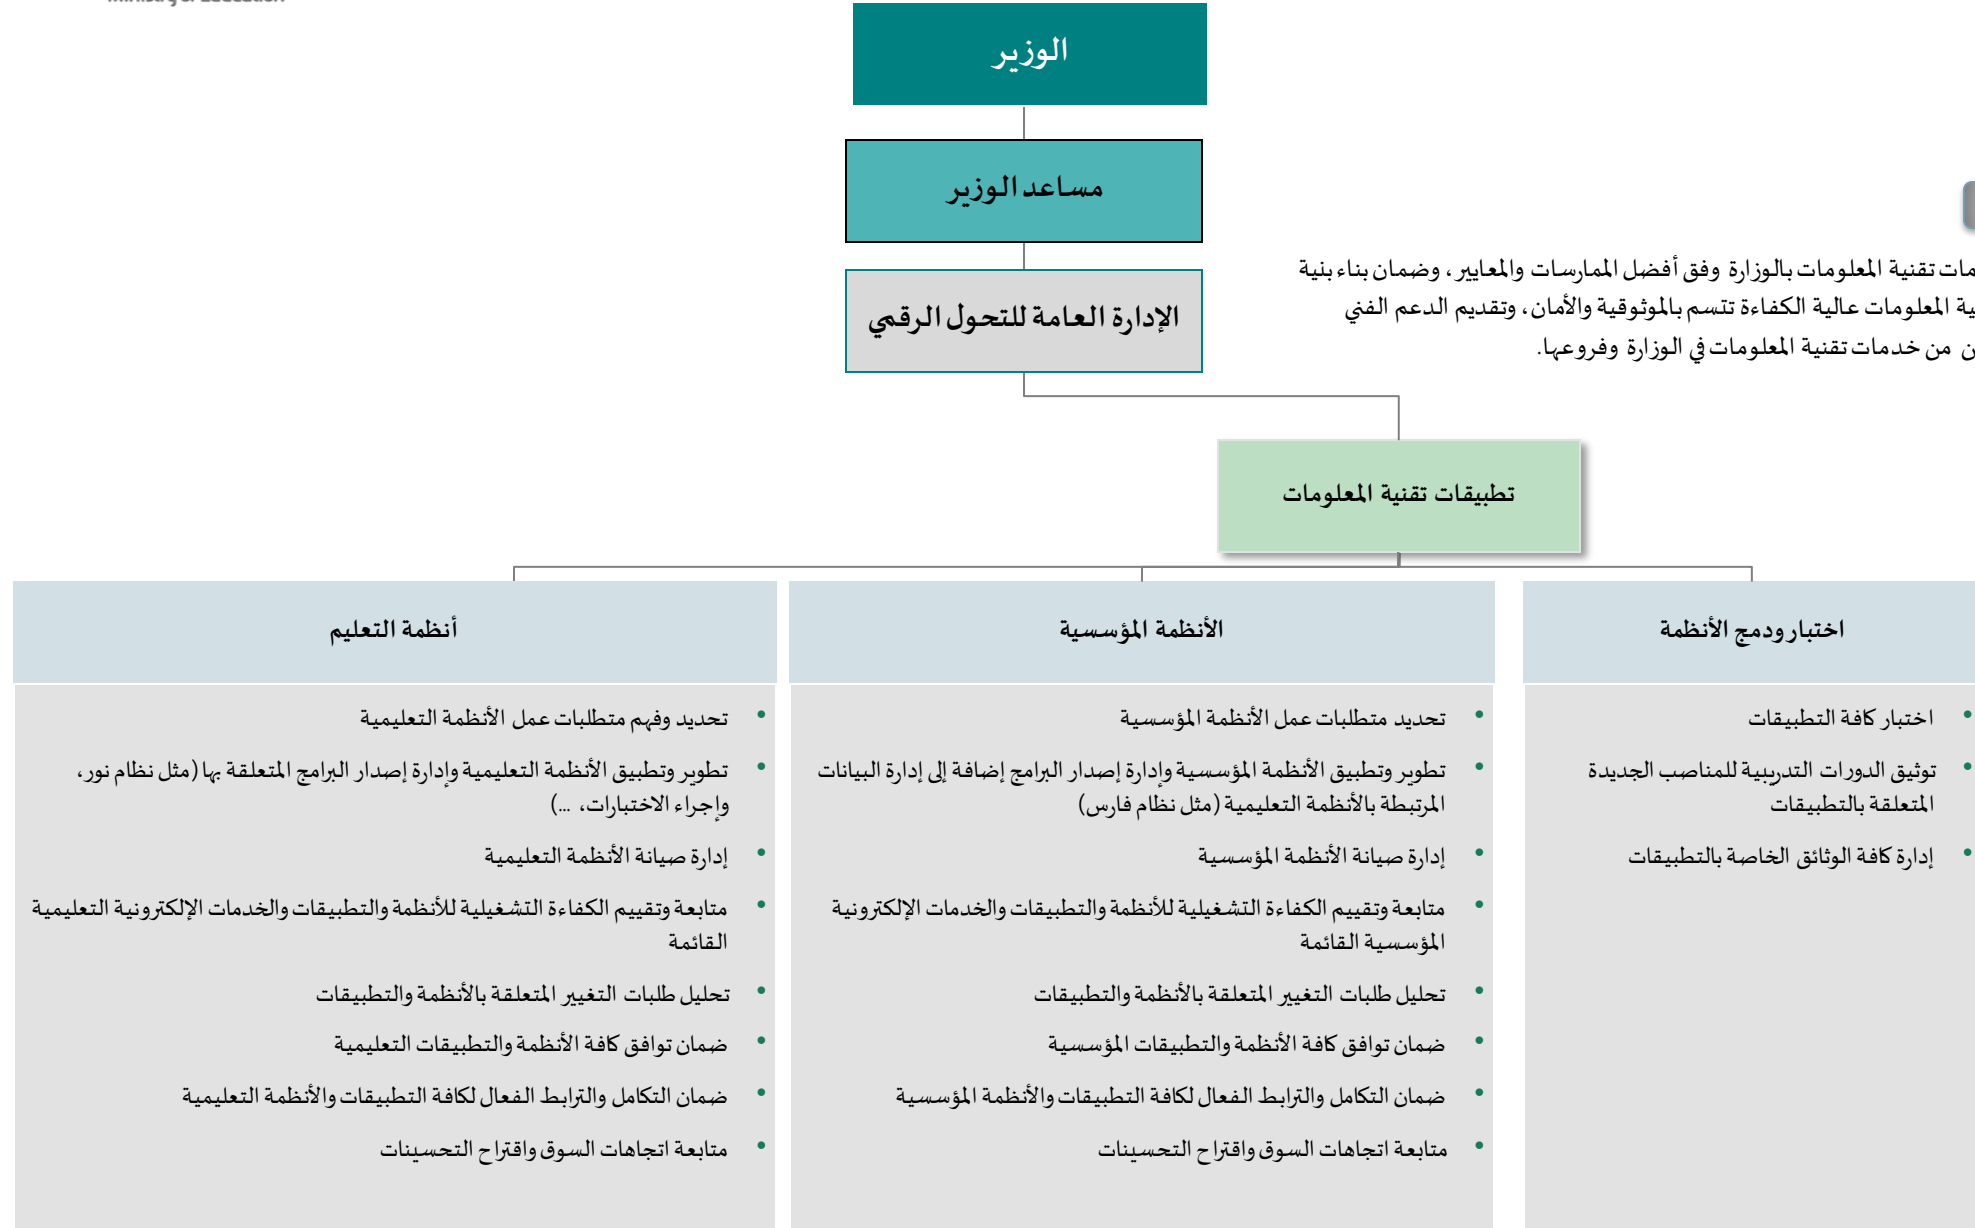 Ministry of Education
الوزير
مساعد الوزير
الإدارة العامة للتحول الرقمي
تقنية المعلومات بالوزارة وفق أفضل الممارسات والمعايير، وضمان بناء بنية
المعلومات عالية الكفاءة تتسم بالموثوقية والأمان، وتقديم الدعم الفني
من خدمات تقنية المعلومات في الوزارة وفروعها.
تطبيقات تقنية المعلومات
اختبار ودمج الأنظمة
• اختبار كافة التطبيقات
• توثيق الدورات التدريبية للمناصب الجديدة
المتعلقة بالتطبيقات
• إدارة كافة الوثائق الخاصة بالتطبيقات
الأنظمة المؤسسية
• تحديد متطلبات عمل الأنظمة المؤسسية
• تطوير وتطبيق الأنظمة المؤسسية وإدارة إصدار البرامج إضافة إلى إدارة البيانات
المرتبطة بالأنظمة التعليمية (مثل نظام فارس)
• إدارة صيانة الأنظمة المؤسسية
• متابعة وتقييم الكفاءة التشغيلية للأنظمة والتطبيقات والخدمات الإلكترونية
المؤسسية القائمة
• تحليل طلبات التغيير المتعلقة بالأنظمة والتطبيقات
• ضمان توافق كافة الأنظمة والتطبيقات المؤسسية
• ضمان التكامل والترابط الفعال لكافة التطبيقات والأنظمة المؤسسية
• متابعة اتجاهات السوق واقتراح التحسينات
أنظمة التعليم
• تحديد وفهم متطلبات عمل الأنظمة التعليمية
• تطوير وتطبيق الأنظمة التعليمية وإدارة إصدار البرامج المتعلقة بها (مثل نظام نور،
وإجراء الاختبارات، ...)
• إدارة صيانة الأنظمة التعليمية
• متابعة وتقييم الكفاءة التشغيلية للأنظمة والتطبيقات والخدمات الإلكترونية التعليمية
القائمة
• تحليل طلبات التغيير المتعلقة بالأنظمة والتطبيقات
• ضمان توافق كافة الأنظمة والتطبيقات التعليمية
• ضمان التكامل والترابط الفعال لكافة التطبيقات والأنظمة التعليمية
• متابعة اتجاهات السوق واقتراح التحسينات